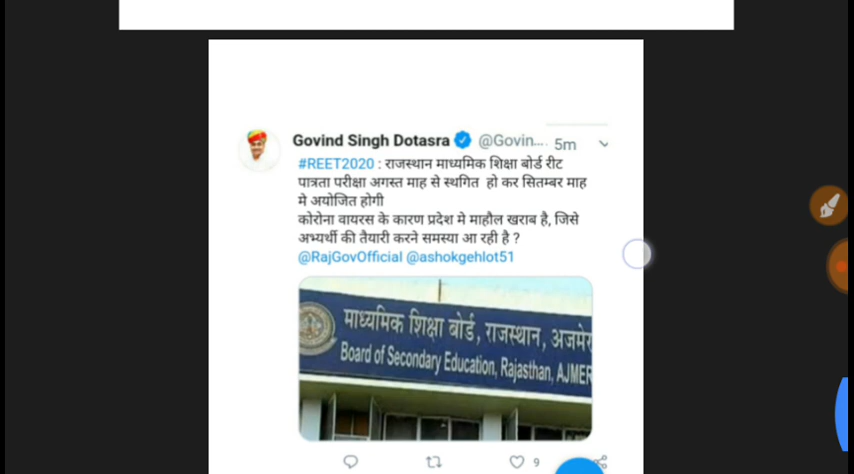 Govind Singh Dotasra @Govin... 5m
#REET2020 : राजस्थान माध्यमिक शिक्षा बोर्ड रीट
पात्रता परीक्षा अगस्त माह से स्थगित हो कर सितम्बर माह
मे अयोजित होगी
कोरोना वायरस के कारण प्रदेश मे माहौल खराब है, जिसे
अभ्यर्थी की तैयारी करने समस्या आ रही है ?
@RajGovOfficial @ashokgehlot51
माध्यमिक शिक्षा बोर्ड, राजस्थान, अजमेर
Board of Secondary Education, Rajasthan, AJMER
9